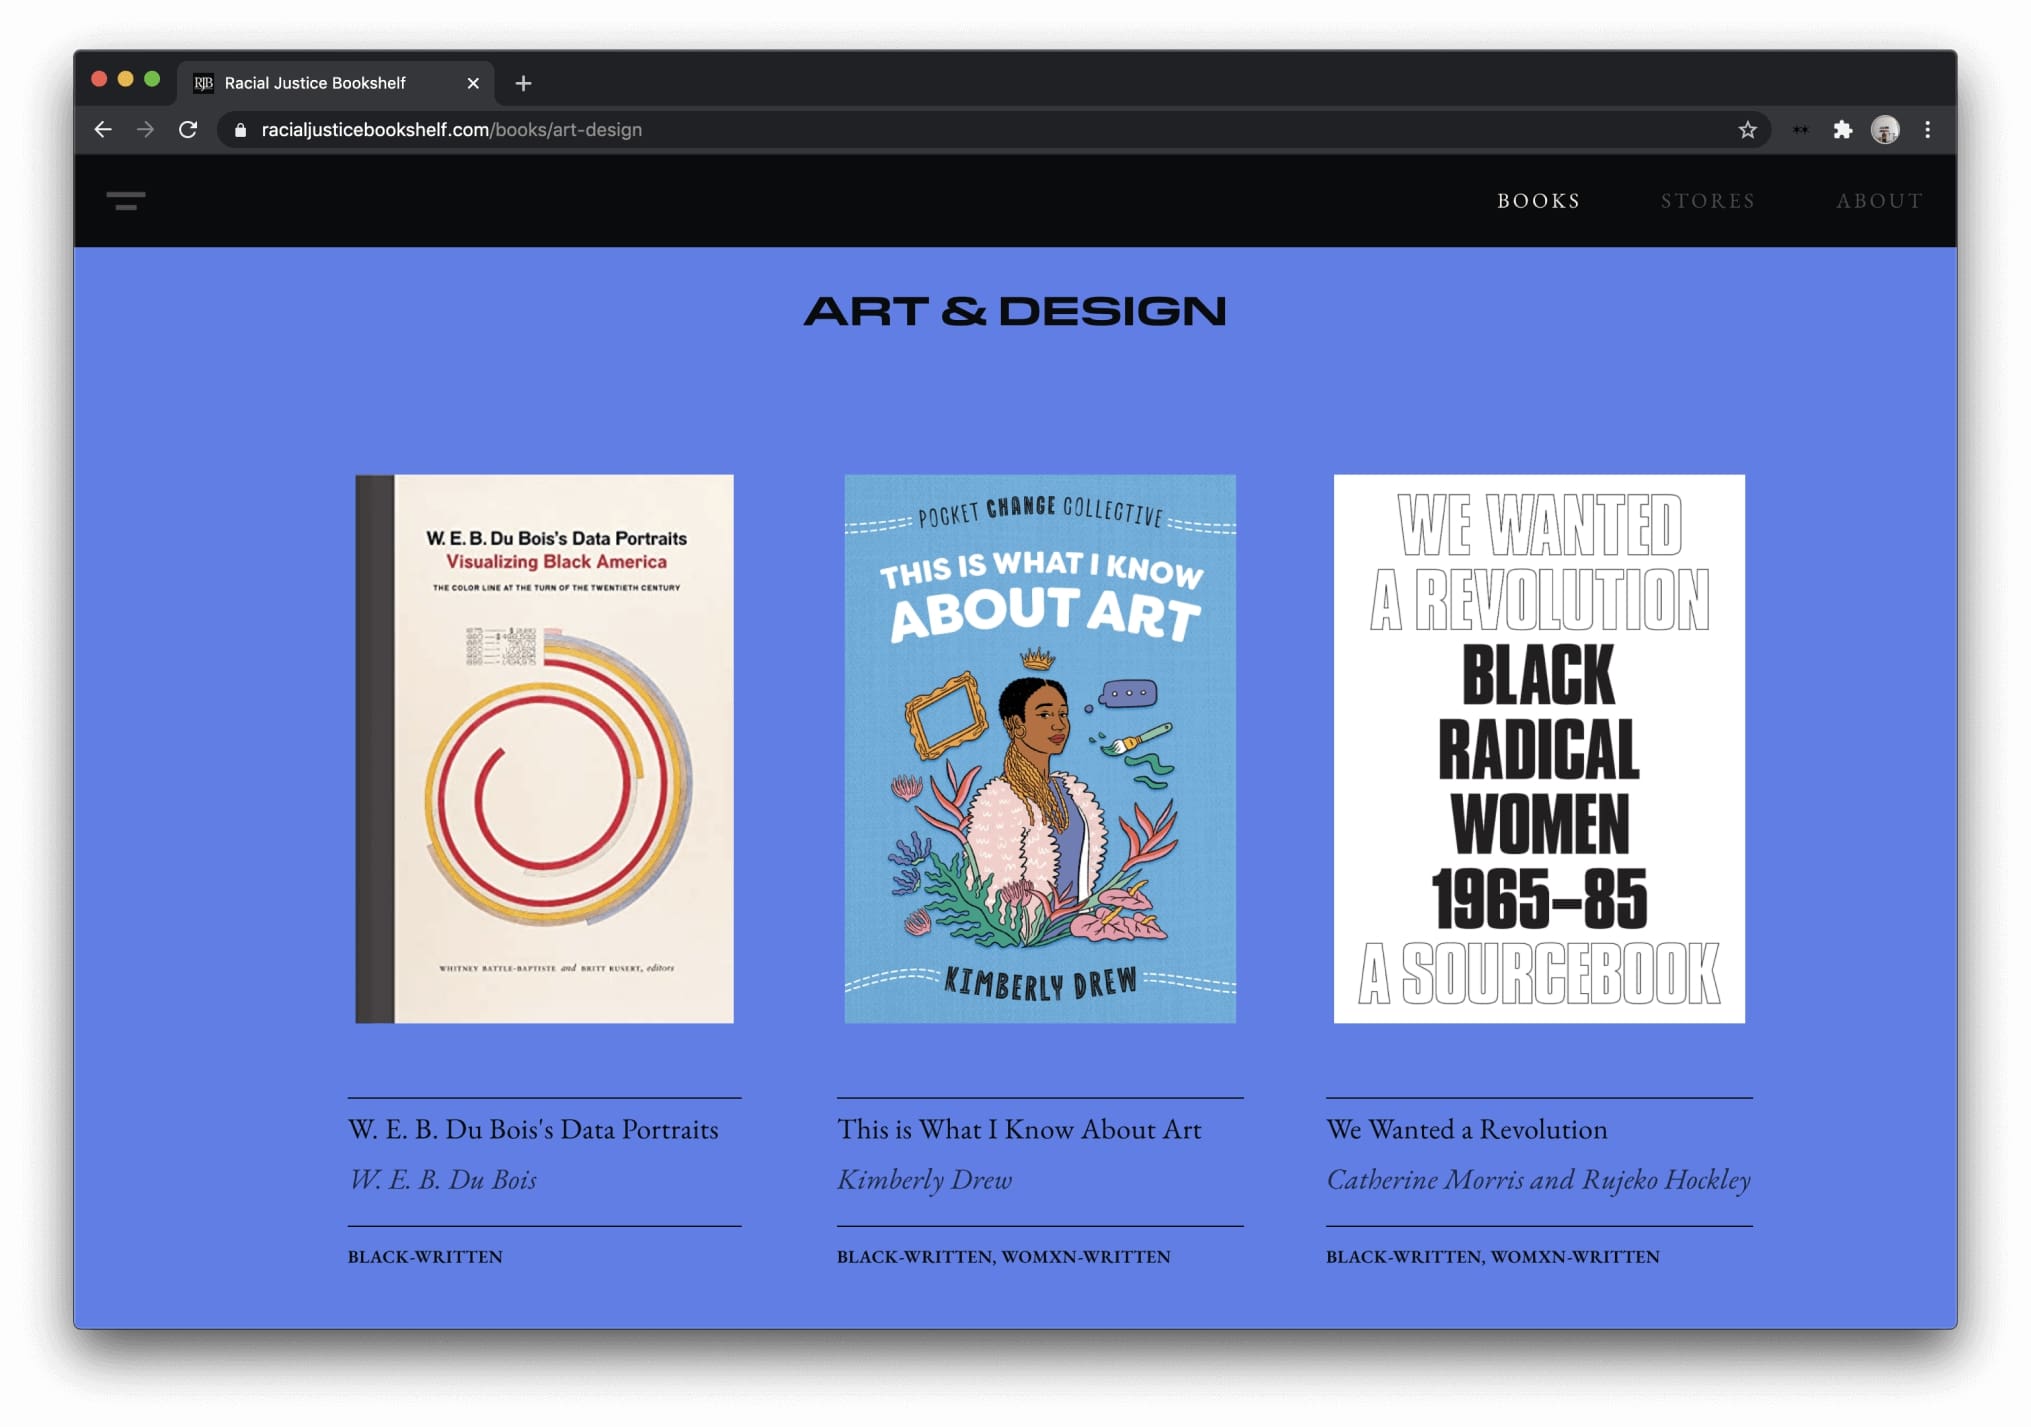 RJB Racial Justice Bookshelf
racialjusticebookshelf.com/books/art-design
BOOKS STORES ABOUT
ART & DESIGN
W. E. B. Du Bois's Data Portraits
Visualizing Black America
THE COLOR LINE AT THE TURN OF THE TWENTIETH CENTURY
WHITNEY BATTLE-BAPTISTE and BRITT RUSERT, editors
POCKET CHANGE COLLECTIVE
THIS IS WHAT I KNOW
ABOUT ART
KIMBERLY DREW
WE WANTED
A REVOLUTION
BLACK
RADICAL
WOMEN
1965–85
A SOURCEBOOK
W. E. B. Du Bois's Data Portraits
W. E. B. Du Bois
BLACK-WRITTEN
This is What I Know About Art
Kimberly Drew
BLACK-WRITTEN, WOMXN-WRITTEN
We Wanted a Revolution
Catherine Morris and Rujeko Hockley
BLACK-WRITTEN, WOMXN-WRITTEN